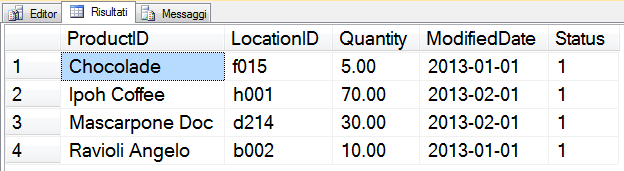 Editor Risultati Messaggi
ProductID LocationID Quantity ModifiedDate Status
1 Chocolade f015 5.00 2013-01-01 1
2 Ipoh Coffee h001 70.00 2013-02-01 1
3 Mascarpone Doc d214 30.00 2013-02-01 1
4 Ravioli Angelo b002 10.00 2013-01-01 1